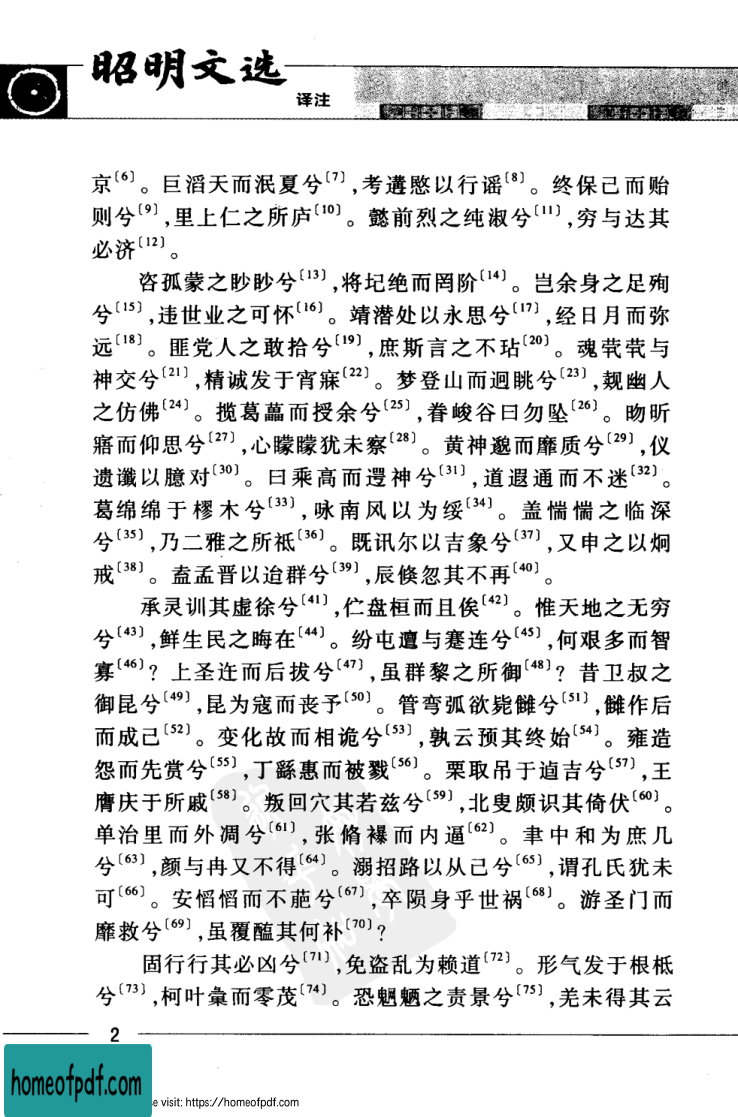 昭明文选
译注
京〔6〕。巨滔天而泯夏兮〔7〕,考遘愍以行谣〔8〕。终保己而贻
则兮〔9〕,里上仁之所庐〔10〕。懿前烈之纯淑兮〔11〕,穷与达其
必济〔12〕。
咨孤蒙之眇眇兮〔13〕,将圮绝而罔阶〔14〕。岂余身之足殉
兮〔15〕,违世业之可怀〔16〕。靖潜处以永思兮〔17〕,经日月而弥
远〔18〕。匪党人之敢拾兮〔19〕,庶斯言之不玷〔20〕。魂茕茕与
神交兮〔21〕,精诚发于宵寐〔22〕。梦登山而迥眺兮〔23〕,觌幽人
之仿佛〔24〕。揽葛藟而授余兮〔25〕,眷峻谷曰勿坠〔26〕。昒昕
寤而仰思兮〔27〕,心矇矇犹未察〔28〕。黄神邈而靡质兮〔29〕,仪
遗谶以臆对〔30〕。曰乘高而遌神兮〔31〕,道遐通而不迷〔32〕。
葛绵绵于樛木兮〔33〕,咏南风以为绥〔34〕。盖惴惴之临深
兮〔35〕,乃二雅之所祗〔36〕。既讯尔以吉象兮〔37〕,又申之以炯
戒〔38〕。盍孟晋以迨群兮〔39〕,辰倏忽其不再〔40〕。
承灵训其虚徐兮〔41〕,伫盘桓而且俟〔42〕。惟天地之无穷
兮〔43〕,鲜生民之晦在〔44〕。纷屯邅与蹇连兮〔45〕,何艰多而智
寡〔46〕？上圣迕而后拔兮〔47〕,虽群黎之所御〔48〕？昔卫叔之
御昆兮〔49〕,昆为寇而丧予〔50〕。管弯弧欲毙雠兮〔51〕,雠作后
而成己〔52〕。变化故而相诡兮〔53〕,孰云预其终始〔54〕。雍造
怨而先赏兮〔55〕,丁繇惠而被戮〔56〕。栗取吊于逌吉兮〔57〕,王
膺庆于所戚〔58〕。叛回穴其若兹兮〔59〕,北叟颇识其倚伏〔60〕。
单治里而外凋兮〔61〕,张脩襮而内逼〔62〕。聿中和为庶几
兮〔63〕,颜与冉又不得〔64〕。溺招路以从己兮〔65〕,谓孔氏犹未
可〔66〕。安慆慆而不萉兮〔67〕,卒陨身乎世祸〔68〕。游圣门而
靡救兮〔69〕,虽覆醢其何补〔70〕？
固行行其必凶兮〔71〕,免盗乱为赖道〔72〕。形气发于根柢
兮〔73〕,柯叶彙而零茂〔74〕。恐魍魉之责景兮〔75〕,羌未得其云
2
homeofpdf.com
e visit: https://homeofpdf.com